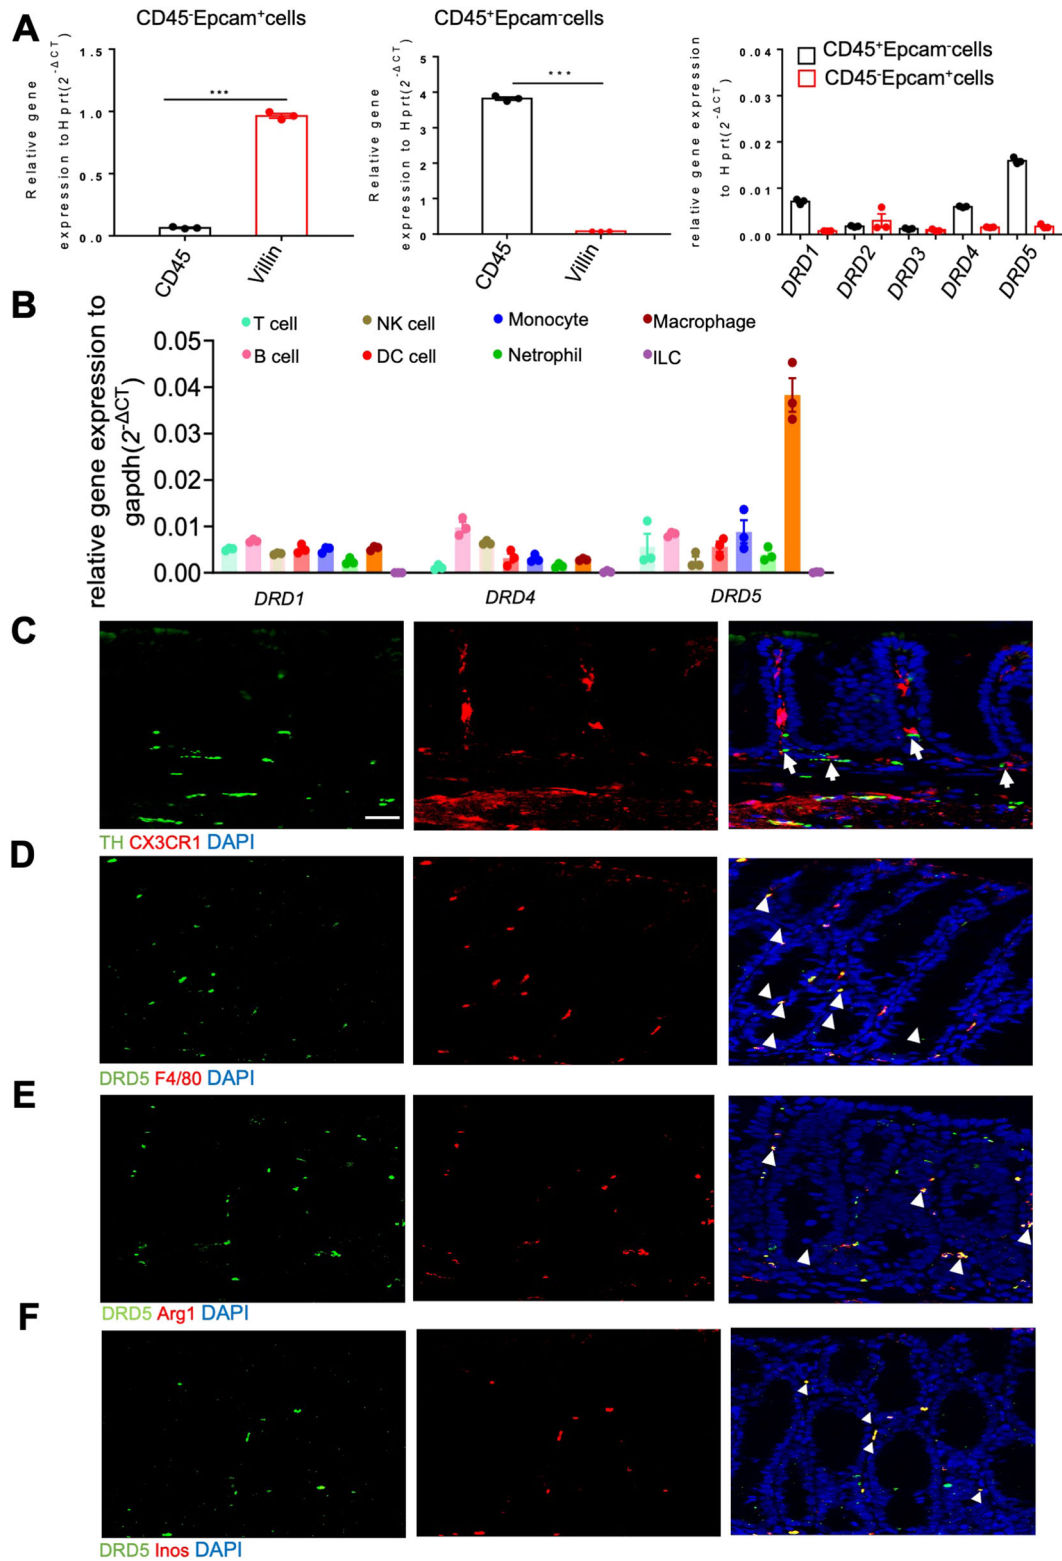 A
CD45-Epcam+cells
Relative gene
expression toHprt(2-ΔCT)
1.5
1.0
0.5
0.0
***
CD45
Villin
CD45+Epcam-cells
Relative gene
expression to Hprt(2-ΔCT)
5
4
3
2
1
0
***
CD45
Villin
relative gene expression
to Hprt(2-ΔCT)
0.04
0.03
0.02
0.01
0.00
CD45+Epcam-cells
CD45-Epcam+cells
DRD1
DRD2
DRD3
DRD4
DRD5
B
relative gene expression to
gapdh(2-ΔCT)
T cell
NK cell
Monocyte
Macrophage
B cell
DC cell
Netrophil
ILC
0.05
0.04
0.03
0.02
0.01
0.00
DRD1
DRD4
DRD5
C
TH CX3CR1 DAPI
D
DRD5 F4/80 DAPI
E
DRD5 Arg1 DAPI
F
DRD5 Inos DAPI